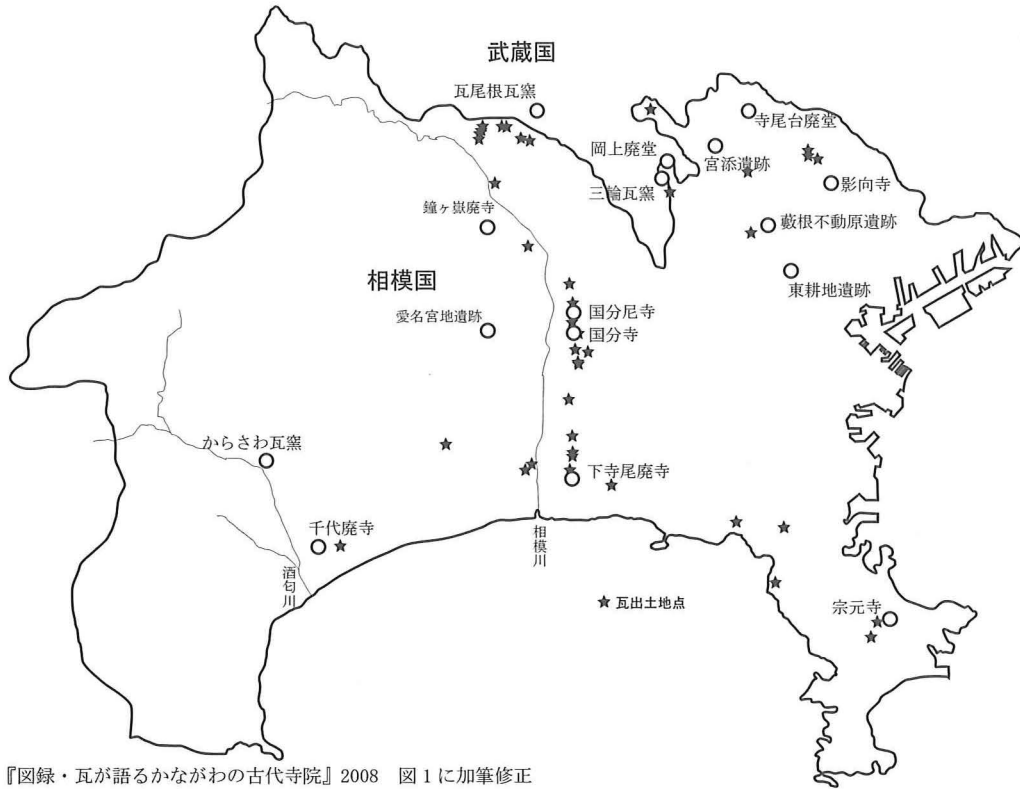 武蔵国
瓦尾根瓦窯
寺尾台廃堂
岡上廃堂
宮添遺跡
三輪瓦窯
影向寺
鐘ヶ嶽廃寺
藪根不動原遺跡
相模国
東耕地遺跡
愛名宮地遺跡
国分尼寺
国分寺
からさわ瓦窯
下寺尾廃寺
千代廃寺
相模川
酒匂川
瓦出土地点
宗元寺
『図録・瓦が語るかながわの古代寺院』2008 図1に加筆修正